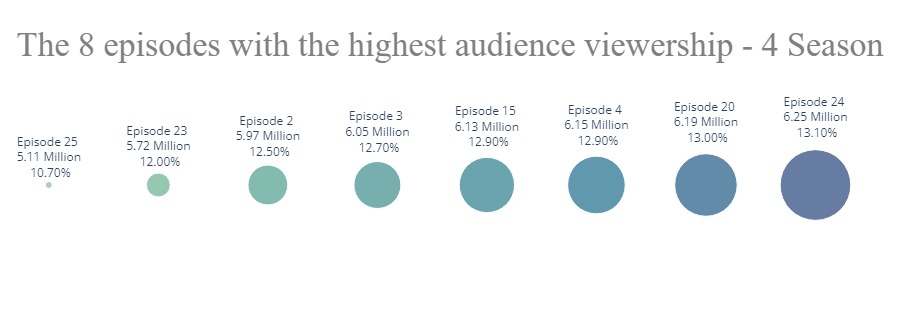 The 8 episodes with the highest audience viewership - 4 Season
Episode 25
5.11 Million
10.70%
Episode 23
5.72 Million
12.00%
Episode 2
5.97 Million
12.50%
Episode 3
6.05 Million
12.70%
Episode 15
6.13 Million
12.90%
Episode 4
6.15 Million
12.90%
Episode 20
6.19 Million
13.00%
Episode 24
6.25 Million
13.10%